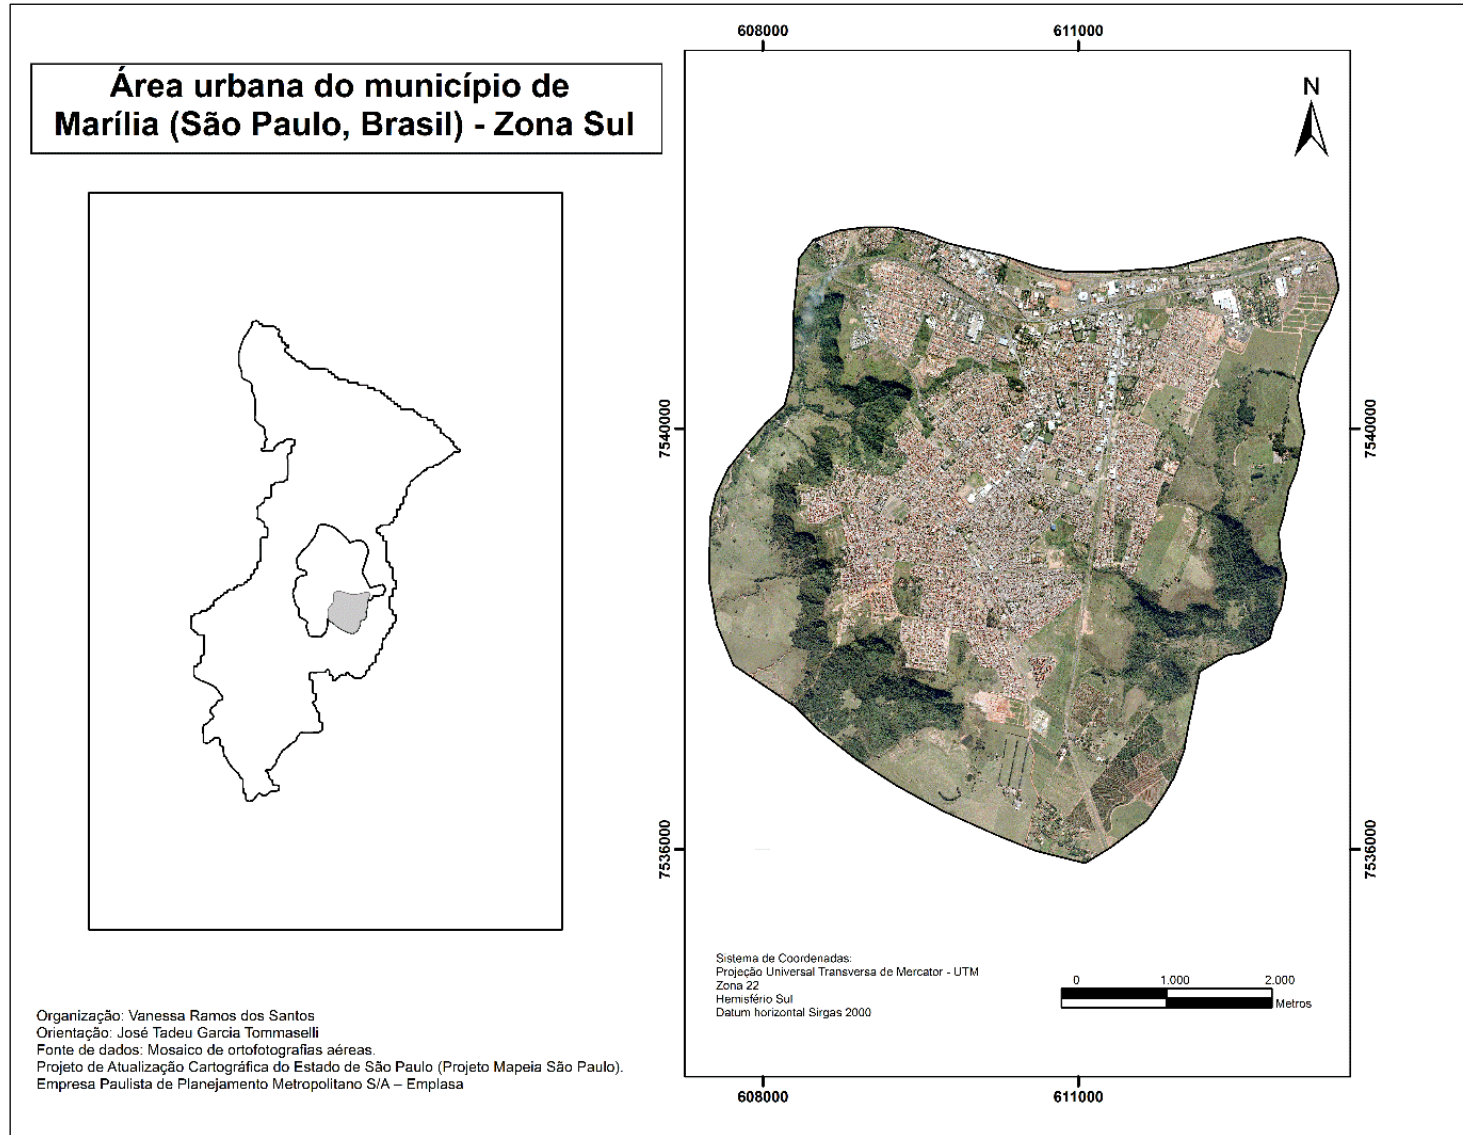 Área urbana do município de
Marília (São Paulo, Brasil) - Zona Sul
608000
611000
N
7540000
7540000
7536000
7536000
Sistema de Coordenadas:
Projeção Universal Transversa de Mercator - UTM
Zona 22
Hemisfério Sul
Datum horizontal Sirgas 2000
0
1.000
2.000
Metros
608000
611000
Organização: Vanessa Ramos dos Santos
Orientação: José Tadeu Garcia Tommaselli
Fonte de dados: Mosaico de ortofotografias aéreas.
Projeto de Atualização Cartográfica do Estado de São Paulo (Projeto Mapeia São Paulo).
Empresa Paulista de Planejamento Metropolitano S/A – Emplasa